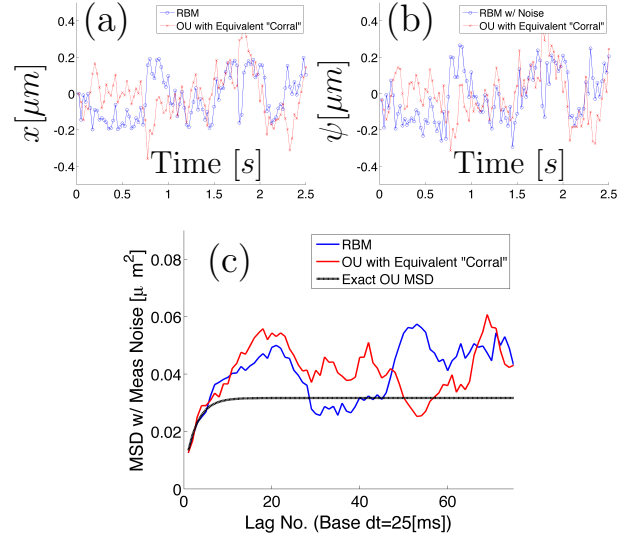 (a)
RBM
OU with Equivalent "Corral"
x [μm]
0.4
0.2
0
-0.2
-0.4
Time [s]
0 0.5 1 1.5 2 2.5
(b)
RBM w/ Noise
OU with Equivalent "Corral"
ψ [μm]
0.4
0.2
0
-0.2
-0.4
Time [s]
0 0.5 1 1.5 2 2.5
(c)
RBM
OU with Equivalent "Corral"
Exact OU MSD
MSD w/ Meas Noise [μ m²]
0.08
0.06
0.04
0.02
0
0 20 40 60
Lag No. (Base dt=25[ms])